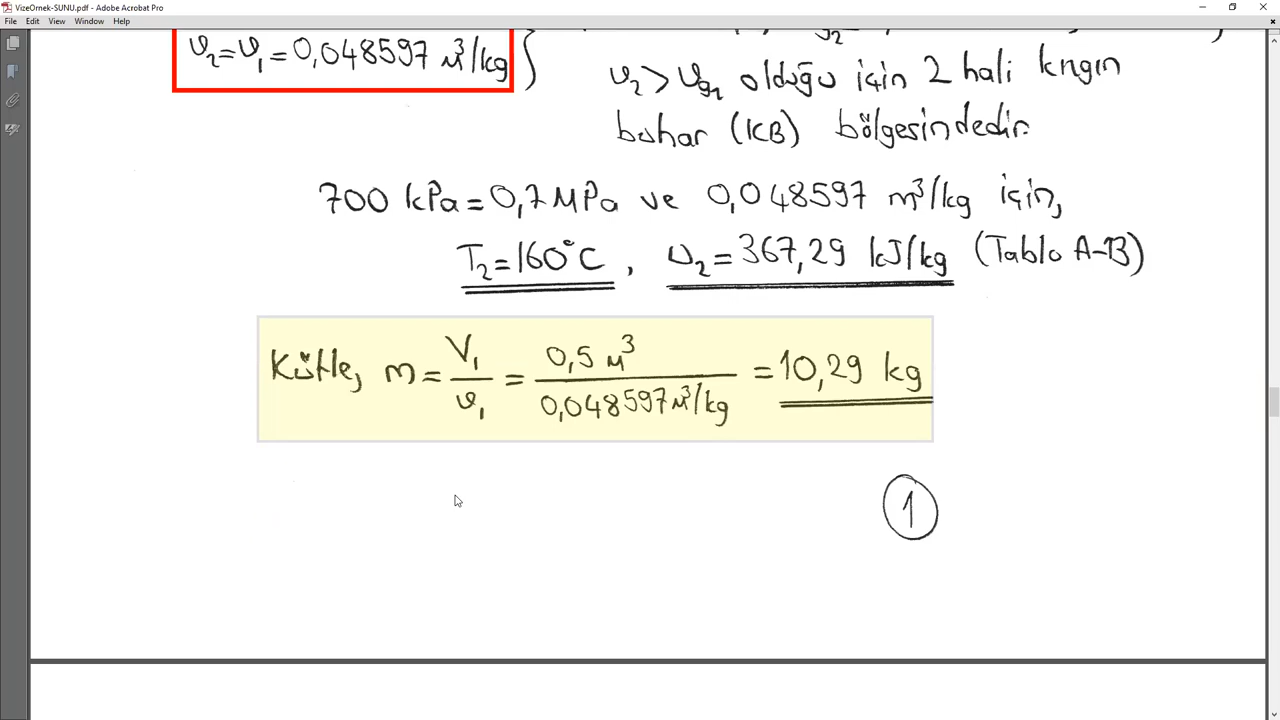 VizeOrnek-SUNU.pdf - Adobe Acrobat Pro
File Edit View Window Help
υ₂=υ₁=0,048597 m³/kg }
υ₂>υg₂ olduğu için 2 hali kızgın
buhar (KB) bölgesindedir.
700 kPa=0,7 MPa ve 0,048597 m³/kg için,
T₂=160°C, u₂=367,29 kJ/kg (Tablo A-13)
Kütle, m= V₁/υ₁ = 0,5 m³/0,048597 m³/kg = 10,29 kg
1